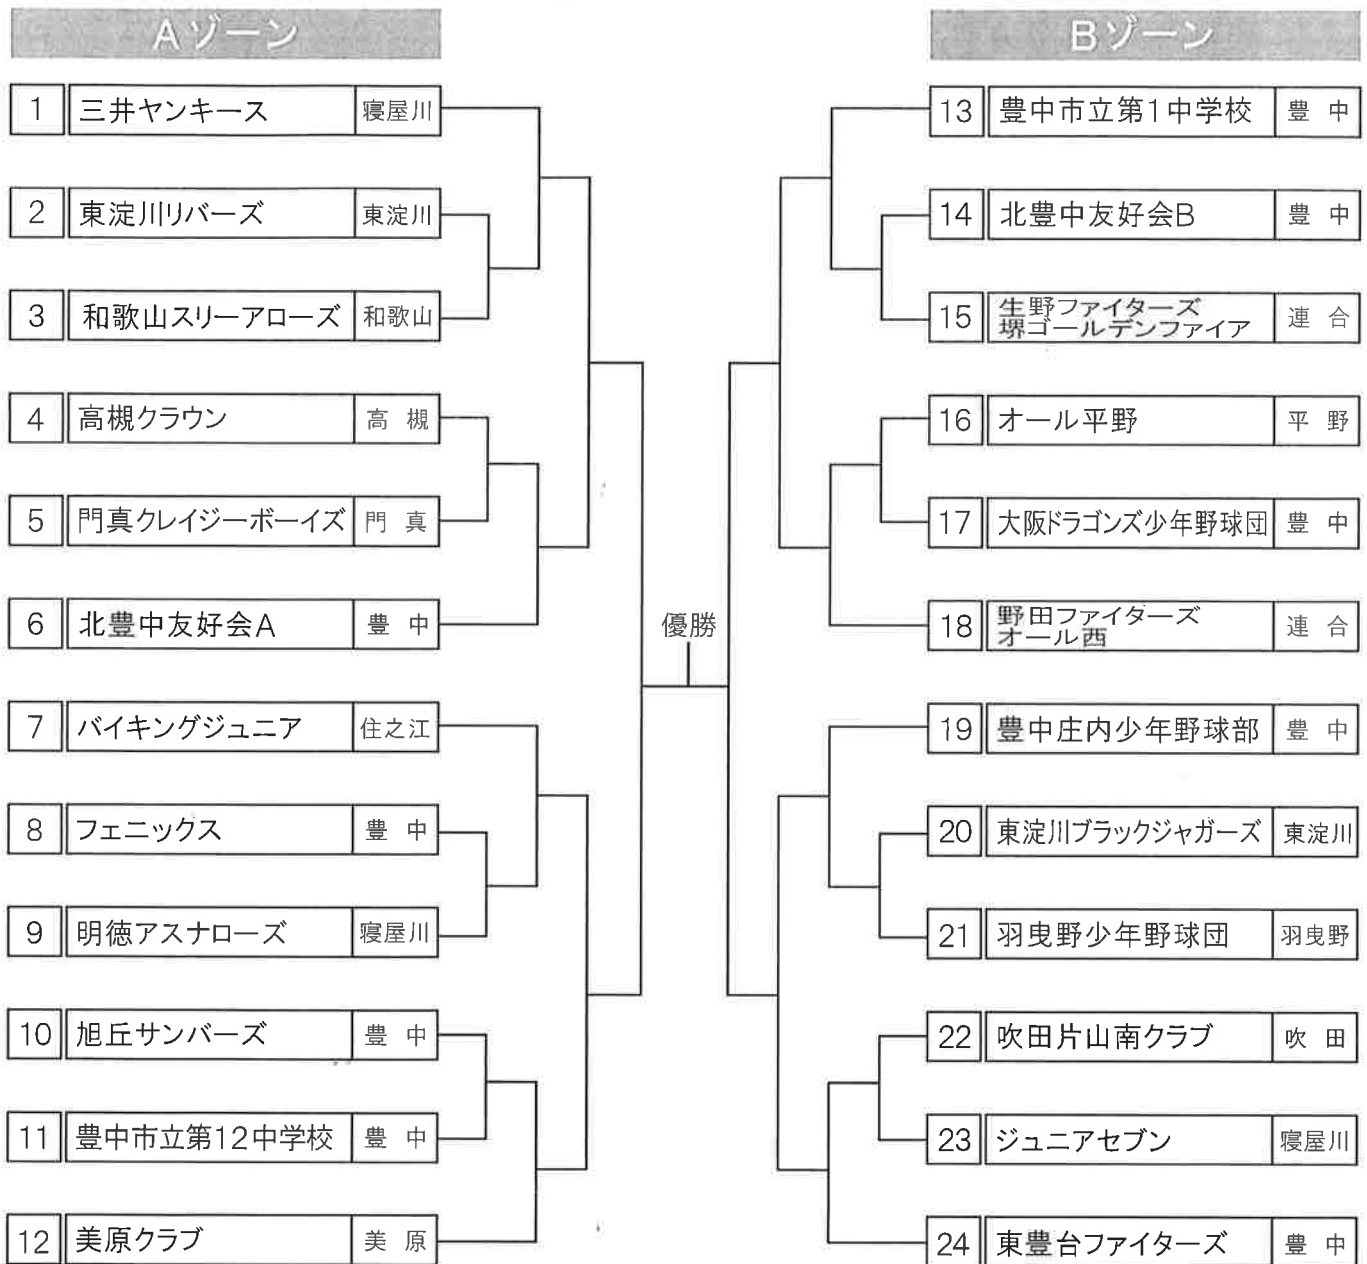 Aゾーン
1 三井ヤンキース 寝屋川
2 東淀川リバーズ 東淀川
3 和歌山スリーアローズ 和歌山
4 高槻クラウン 高槻
5 門真クレイジーボーイズ 門真
6 北豊中友好会A 豊中
7 バイキングジュニア 住之江
8 フェニックス 豊中
9 明徳アスナローズ 寝屋川
10 旭丘サンバーズ 豊中
11 豊中市立第12中学校 豊中
12 美原クラブ 美原
優勝
Bゾーン
13 豊中市立第1中学校 豊中
14 北豊中友好会B 豊中
15 生野ファイターズ 連合
堺ゴールデンファイア
16 オール平野 平野
17 大阪ドラゴンズ少年野球団 豊中
18 野田ファイターズ 連合
オール西
19 豊中庄内少年野球部 豊中
20 東淀川ブラックジャガーズ 東淀川
21 羽曳野少年野球団 羽曳野
22 吹田片山南クラブ 吹田
23 ジュニアセブン 寝屋川
24 東豊台ファイターズ 豊中